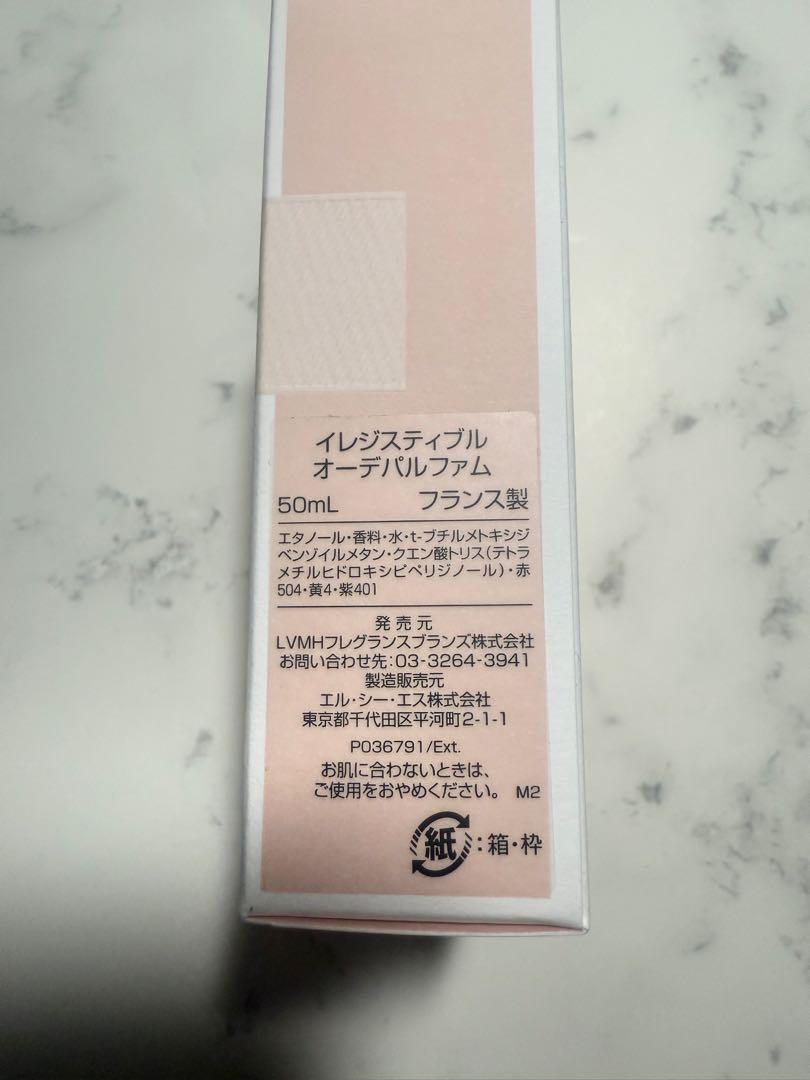 イレジスティブル
オーデパルファム
50mL フランス製
エタノール・香料・水・t-ブチルメトキシジ
ベンゾイルメタン・クエン酸トリス(テトラ
メチルヒドロキシピペリジノール)・赤
504・黄4・紫401
発売元
LVMHフレグランスブランズ株式会社
お問い合わせ先:03-3264-3941
製造販売元
エル・シー・エス株式会社
東京都千代田区平河町2-1-1
P036791/Ext.
お肌に合わないときは、
ご使用をおやめください。 M2
紙:箱・枠